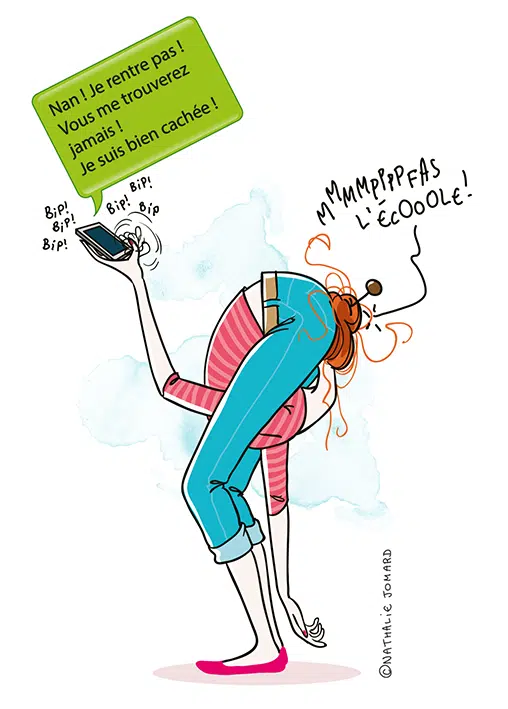 Nan ! Je rentre pas !
Vous me trouverez
jamais !
Je suis bien cachée !
BiP!
BiP!
BiP!
BiP!
BiP!
BiP
MMMMPIPPFAS
L'ÉCOOOLE!
©NATHALIE JOMARD